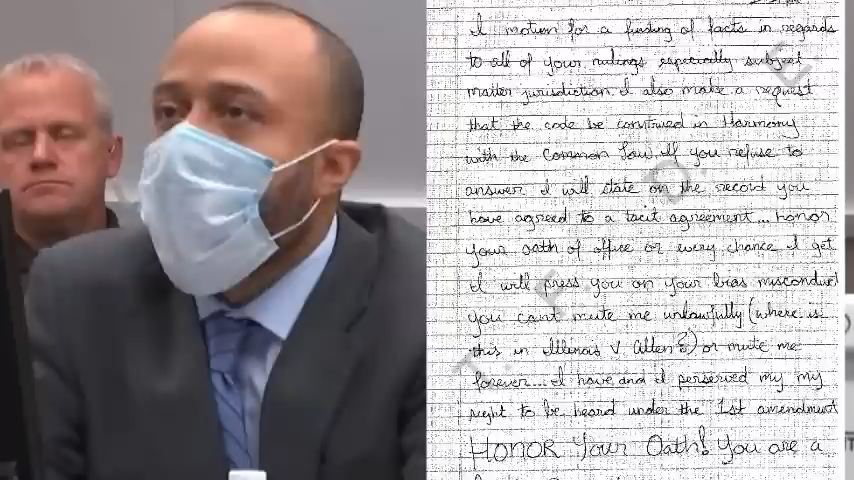 I motion for a finding of facts in regards
to all of your rulings especially subject
matter jurisdiction. I also make a request
that the code be construed in Harmony
with the Common Law. If you refuse to
answer I will state on the record you
have agreed to a tacit agreement... honor
your oath of office or every chance I get
I will press you on your bias misconduct
you cant mute me unlawfully (where is
this in Illinois v Allen?) or mute me
forever... I have and I perserved my my
right to be heard under the 1st amendment
HONOR Your Oath! You are a